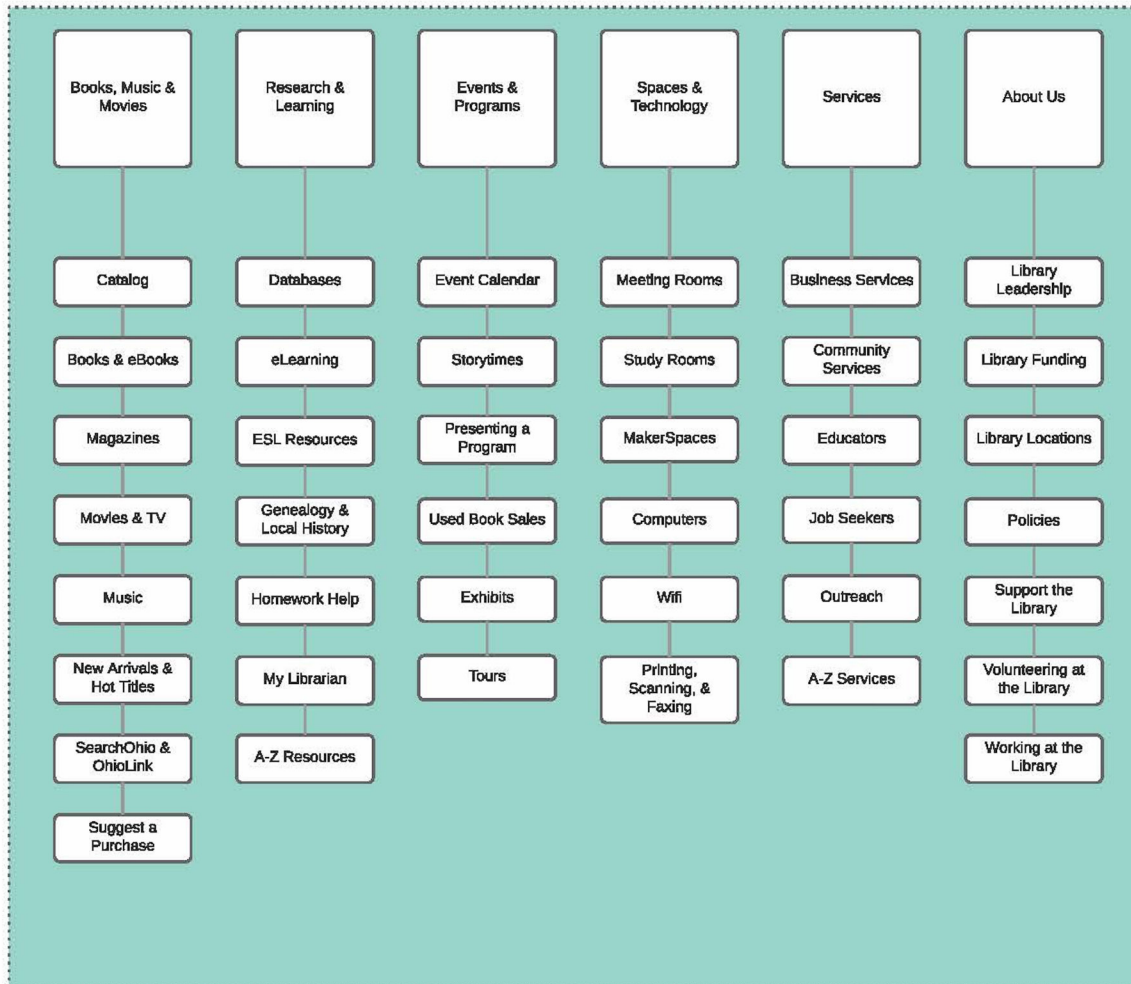 Books, Music &
Movies
Research &
Learning
Events &
Programs
Spaces &
Technology
Services
About Us
Catalog
Books & eBooks
Magazines
Movies & TV
Music
New Arrivals &
Hot Titles
SearchOhio &
OhioLink
Suggest a
Purchase
Databases
eLearning
ESL Resources
Genealogy &
Local History
Homework Help
My Librarian
A-Z Resources
Event Calendar
Storytimes
Presenting a
Program
Used Book Sales
Exhibits
Tours
Meeting Rooms
Study Rooms
MakerSpaces
Computers
Wifi
Printing,
Scanning, &
Faxing
Business Services
Community
Services
Educators
Job Seekers
Outreach
A-Z Services
Library
Leadership
Library Funding
Library Locations
Policies
Support the
Library
Volunteering at
the Library
Working at the
Library